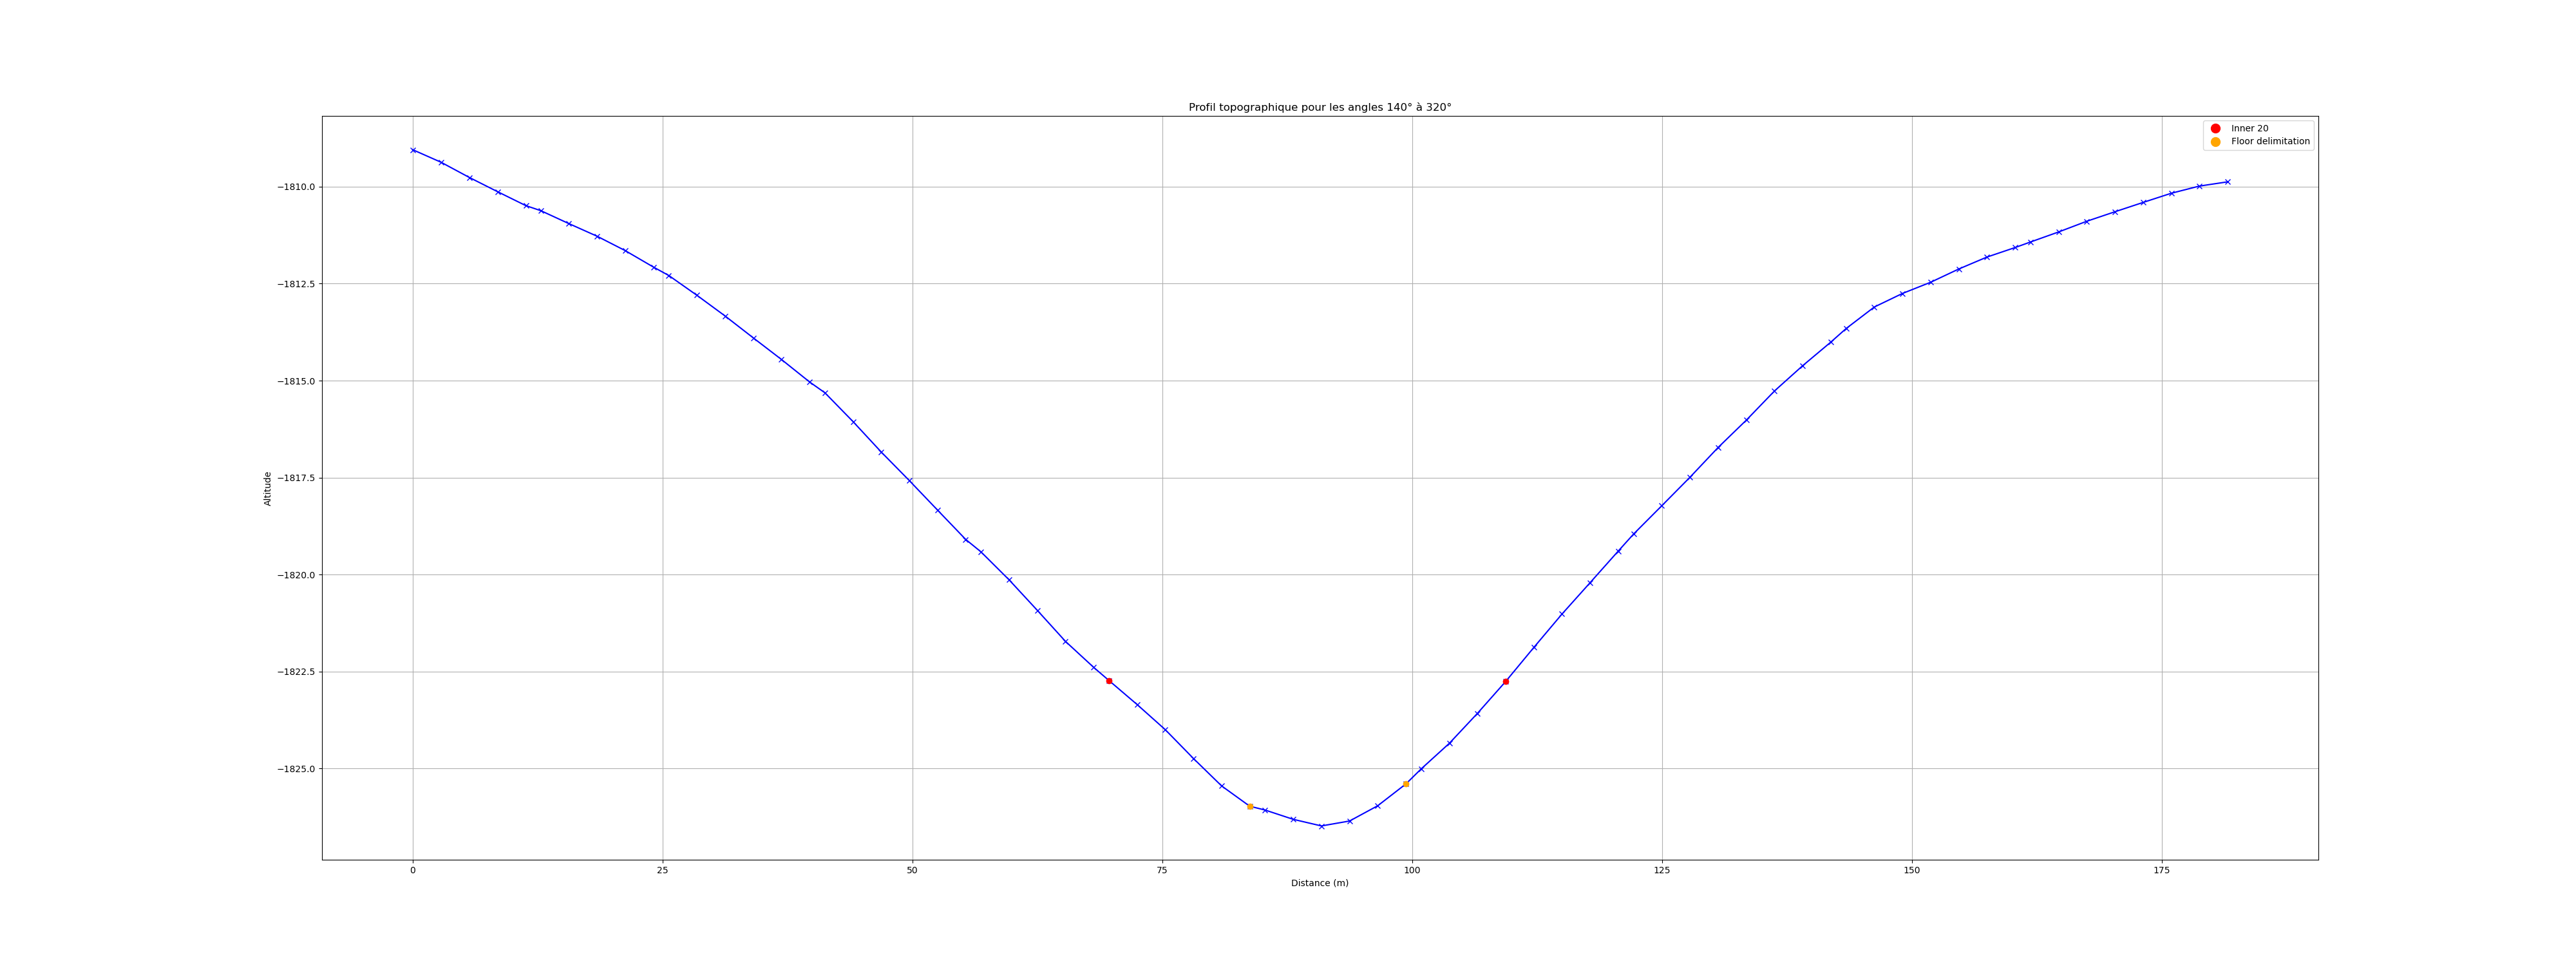 Profil topographique pour les angles 140° à 320°
Inner 20
Floor delimitation
Altitude
−1810.0
−1812.5
−1815.0
−1817.5
−1820.0
−1822.5
−1825.0
0 25 50 75 100 125 150 175
Distance (m)